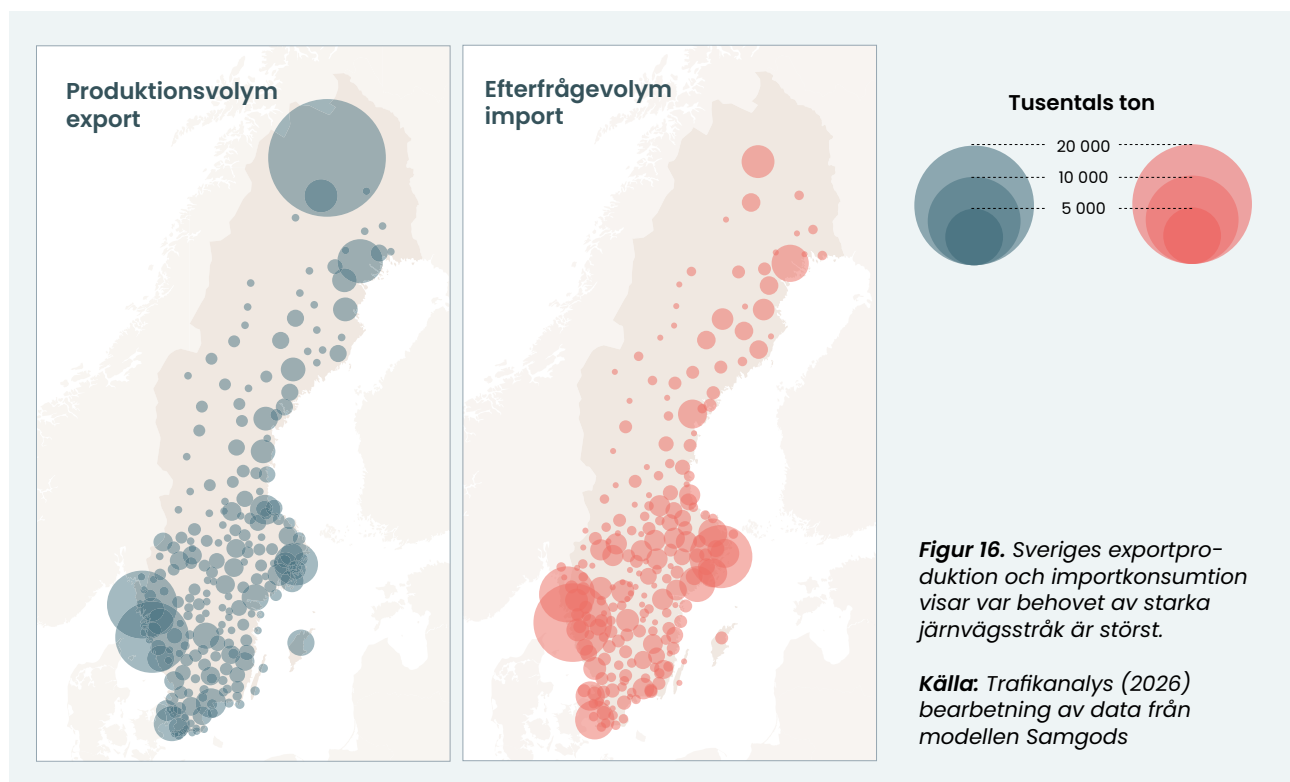 Produktionsvolym
export
Efterfrågevolym
import
Tusentals ton
20 000
10 000
5 000
Figur 16. Sveriges exportpro-
duktion och importkonsumtion
visar var behovet av starka
järnvägsstråk är störst.
Källa: Trafikanalys (2026)
bearbetning av data från
modellen Samgods